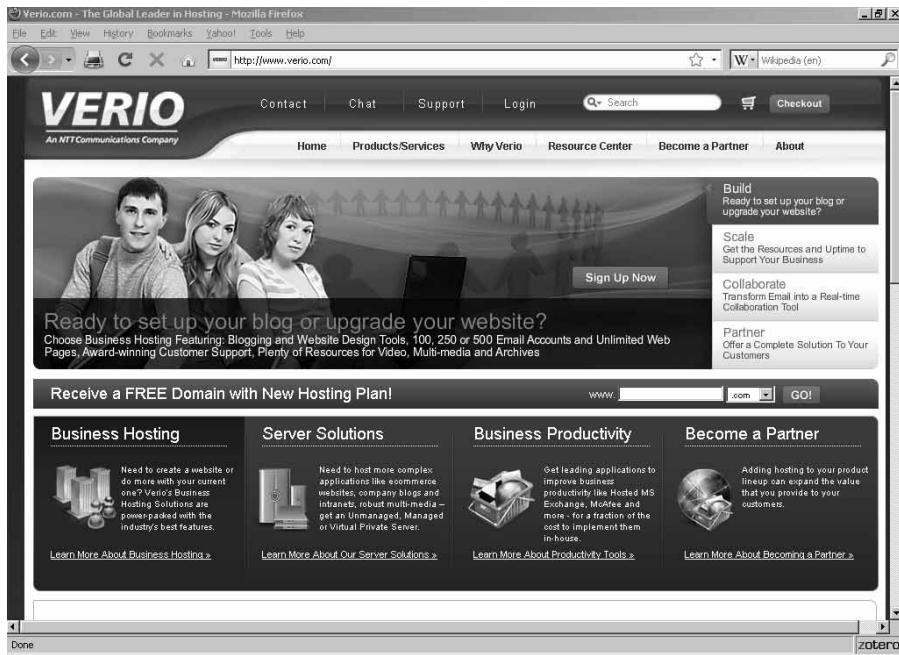 Verio.com - The Global Leader in Hosting - Mozilla Firefox
File Edit View History Bookmarks Yahoo! Tools Help
http://www.verio.com/
W Wikipedia (en)
VERIO
An NTT Communications Company
Contact Chat Support Login Search Checkout
Home Products/Services Why Verio Resource Center Become a Partner About
Ready to set up your blog or upgrade your website?
Choose Business Hosting Featuring: Blogging and Website Design Tools, 100, 250 or 500 Email Accounts and Unlimited Web
Pages, Award-winning Customer Support, Plenty of Resources for Video, Multi-media and Archives
Sign Up Now
Build
Ready to set up your blog or
upgrade your website?
Scale
Get the Resources and Uptime to
Support Your Business
Collaborate
Transform Email into a Real-time
Collaboration Tool
Partner
Offer a Complete Solution To Your
Customers
Receive a FREE Domain with New Hosting Plan! www. .com GO!
Business Hosting
Need to create a website or
do more with your current
one? Verio's Business
Hosting Solutions are
power-packed with the
industry's best features.
Learn More About Business Hosting »
Server Solutions
Need to host more complex
applications like ecommerce
websites, company blogs and
intranets, robust multi-media –
get an Unmanaged, Managed
or Virtual Private Server.
Learn More About Our Server Solutions »
Business Productivity
Get leading applications to
improve business
productivity like Hosted MS
Exchange, McAfee and
more - for a fraction of the
cost to implement them
in-house.
Learn More About Productivity Tools »
Become a Partner
Adding hosting to your product
lineup can expand the value
that you provide to your
customers.
Learn More About Becoming a Partner »
Done
zotero